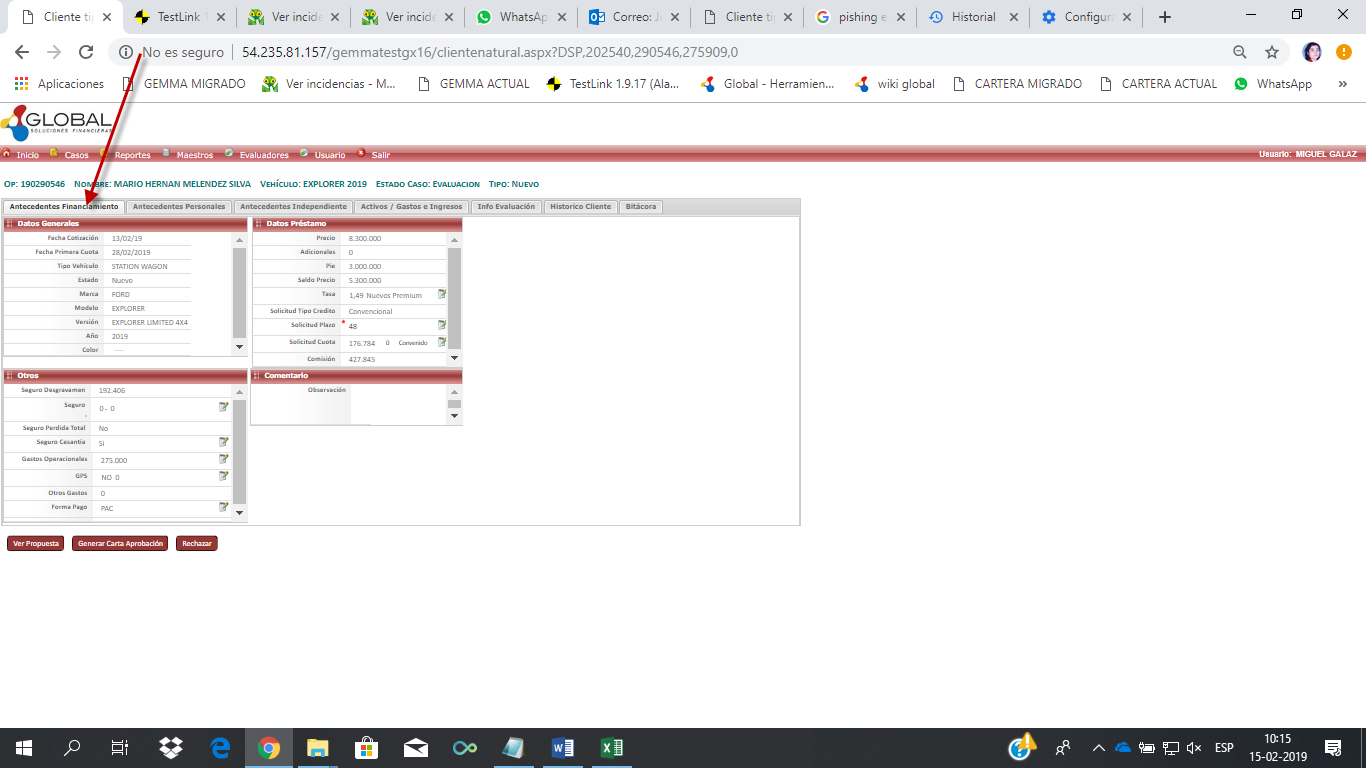 Cliente ti
TestLink 1
Ver incide
Ver incide
WhatsAp
Correo: Ji
Cliente tip
pishing e
Historial
Configura
No es seguro | 54.235.81.157/gemmatestgx16/clientenatural.aspx?DSP,202540,290546,275909,0
Aplicaciones GEMMA MIGRADO Ver incidencias - M... GEMMA ACTUAL TestLink 1.9.17 (Ala... Global - Herramien... wiki global CARTERA MIGRADO CARTERA ACTUAL WhatsApp »
GLOBAL
SOLUCIONES FINANCIERAS
Inicio Casos Reportes Maestros Evaluadores Usuario Salir Usuario: MIGUEL GALAZ
Op: 190290546 Nombre: MARIO HERNAN MELENDEZ SILVA Vehículo: EXPLORER 2019 Estado Caso: Evaluacion Tipo: Nuevo
Antecedentes Financiamiento Antecedentes Personales Antecedentes Independiente Activos / Gastos e Ingresos Info Evaluación Historico Cliente Bitácora
Datos Generales
Fecha Cotización 13/02/19
Fecha Primera Cuota 28/02/2019
Tipo Vehículo STATION WAGON
Estado Nuevo
Marca FORD
Modelo EXPLORER
Versión EXPLORER LIMITED 4X4
Año 2019
Color -----
Datos Préstamo
Precio 8.300.000
Adicionales 0
Pie 3.000.000
Saldo Precio 5.300.000
Tasa 1,49 Nuevos Premium
Solicitud Tipo Credito Convencional
Solicitud Plazo * 48
Solicitud Cuota 176.784 0 Convenido
Comisión 427.845
Otros
Seguro Desgravamen 192.406
Seguro 0 - 0
Seguro Perdida Total No
Seguro Cesantía Si
Gastos Operacionales 275.000
GPS NO 0
Otros Gastos 0
Forma Pago PAC
Comentario
Observación
Ver Propuesta Generar Carta Aprobación Rechazar
ESP
10:15
15-02-2019